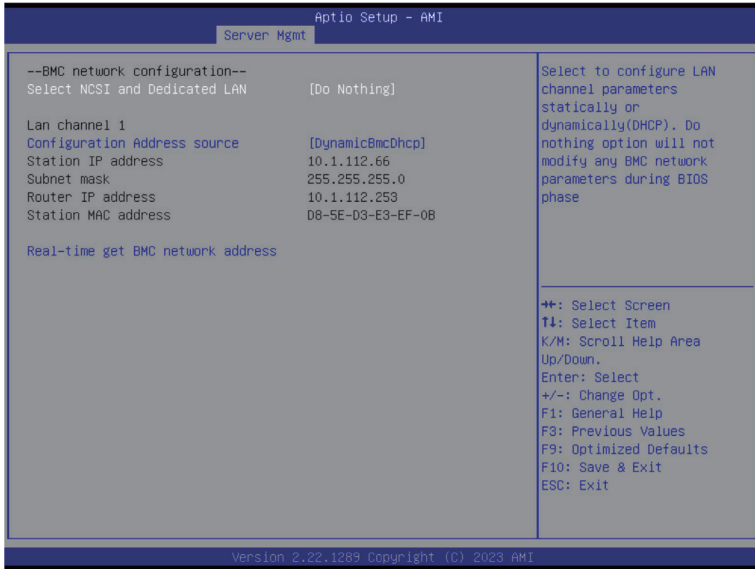 Aptio Setup – AMI
Server Mgmt
--BMC network configuration--
Select NCSI and Dedicated LAN [Do Nothing]
Lan channel 1
Configuration Address source [DynamicBmcDhcp]
Station IP address 10.1.112.66
Subnet mask 255.255.255.0
Router IP address 10.1.112.253
Station MAC address D8-5E-D3-E3-EF-0B
Real-time get BMC network address
Select to configure LAN
channel parameters
statically or
dynamically(DHCP). Do
nothing option will not
modify any BMC network
parameters during BIOS
phase
→←: Select Screen
↑↓: Select Item
K/M: Scroll Help Area
Up/Down.
Enter: Select
+/-: Change Opt.
F1: General Help
F3: Previous Values
F9: Optimized Defaults
F10: Save & Exit
ESC: Exit
Version 2.22.1289 Copyright (C) 2023 AMI